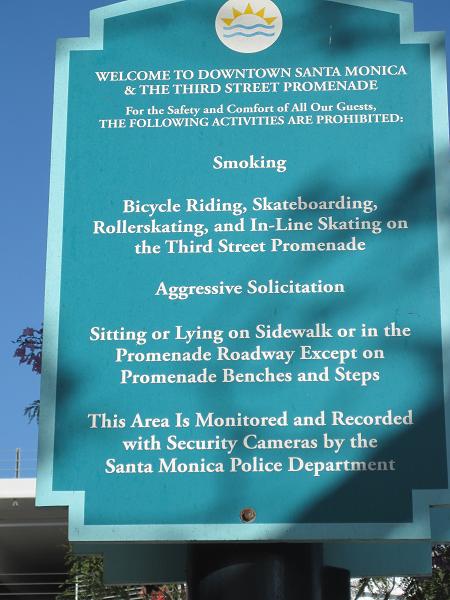 WELCOME TO DOWNTOWN SANTA MONICA
& THE THIRD STREET PROMENADE
For the Safety and Comfort of All Our Guests,
THE FOLLOWING ACTIVITIES ARE PROHIBITED:
Smoking
Bicycle Riding, Skateboarding,
Rollerskating, and In-Line Skating on
the Third Street Promenade
Aggressive Solicitation
Sitting or Lying on Sidewalk or in the
Promenade Roadway Except on
Promenade Benches and Steps
This Area Is Monitored and Recorded
with Security Cameras by the
Santa Monica Police Department